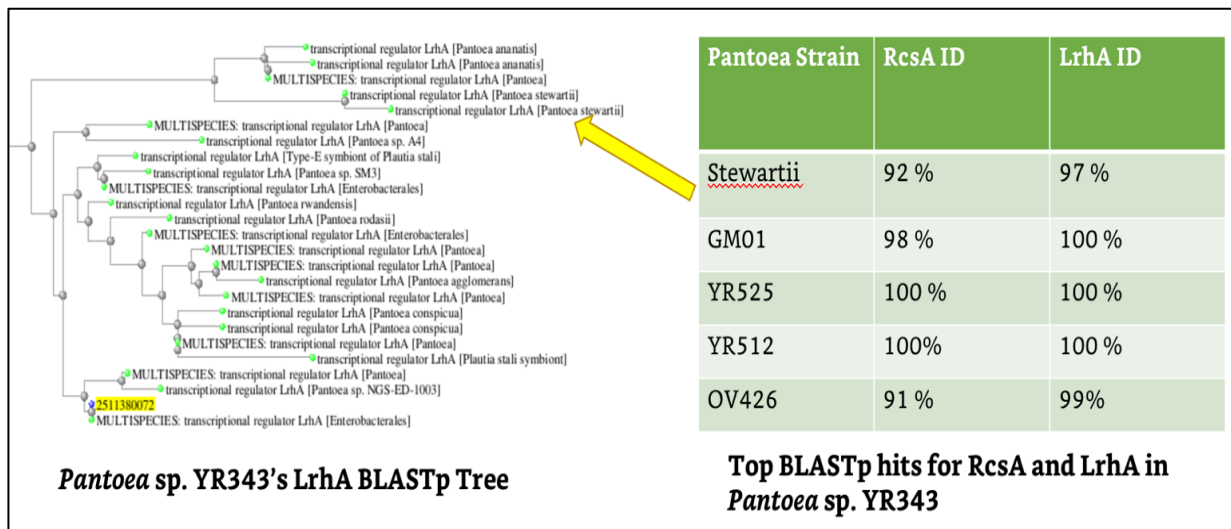 transcriptional regulator LrhA [Pantoea ananatis]
transcriptional regulator LrhA [Pantoea ananatis]
MULTISPECIES: transcriptional regulator LrhA [Pantoea]
transcriptional regulator LrhA [Pantoea stewartii]
transcriptional regulator LrhA [Pantoea stewartii]
MULTISPECIES: transcriptional regulator LrhA [Pantoea]
transcriptional regulator LrhA [Pantoea sp. A4]
transcriptional regulator LrhA [Type-E symbiont of Plautia stali]
transcriptional regulator LrhA [Pantoea sp. SM3]
MULTISPECIES: transcriptional regulator LrhA [Enterobacterales]
transcriptional regulator LrhA [Pantoea rwandensis]
transcriptional regulator LrhA [Pantoea rodasii]
MULTISPECIES: transcriptional regulator LrhA [Enterobacterales]
MULTISPECIES: transcriptional regulator LrhA [Pantoea]
MULTISPECIES: transcriptional regulator LrhA [Pantoea]
transcriptional regulator LrhA [Pantoea agglomerans]
MULTISPECIES: transcriptional regulator LrhA [Pantoea]
transcriptional regulator LrhA [Pantoea conspicua]
transcriptional regulator LrhA [Pantoea conspicua]
MULTISPECIES: transcriptional regulator LrhA [Pantoea]
transcriptional regulator LrhA [Plautia stali symbiont]
MULTISPECIES: transcriptional regulator LrhA [Pantoea]
transcriptional regulator LrhA [Pantoea sp. NGS-ED-1003]
2511380072
MULTISPECIES: transcriptional regulator LrhA [Enterobacterales]
Pantoea sp. YR343's LrhA BLASTp Tree
Pantoea Strain RcsA ID LrhA ID
Stewartii 92 % 97 %
GM01 98 % 100 %
YR525 100 % 100 %
YR512 100% 100 %
OV426 91 % 99%
Top BLASTp hits for RcsA and LrhA in
Pantoea sp. YR343